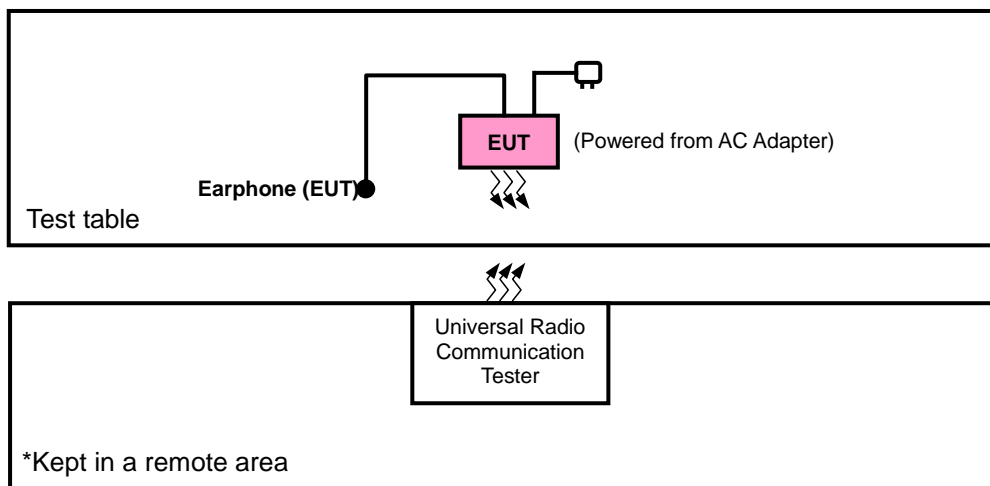 EUT
(Powered from AC Adapter)
Earphone (EUT)
Test table
Universal Radio
Communication
Tester
*Kept in a remote area